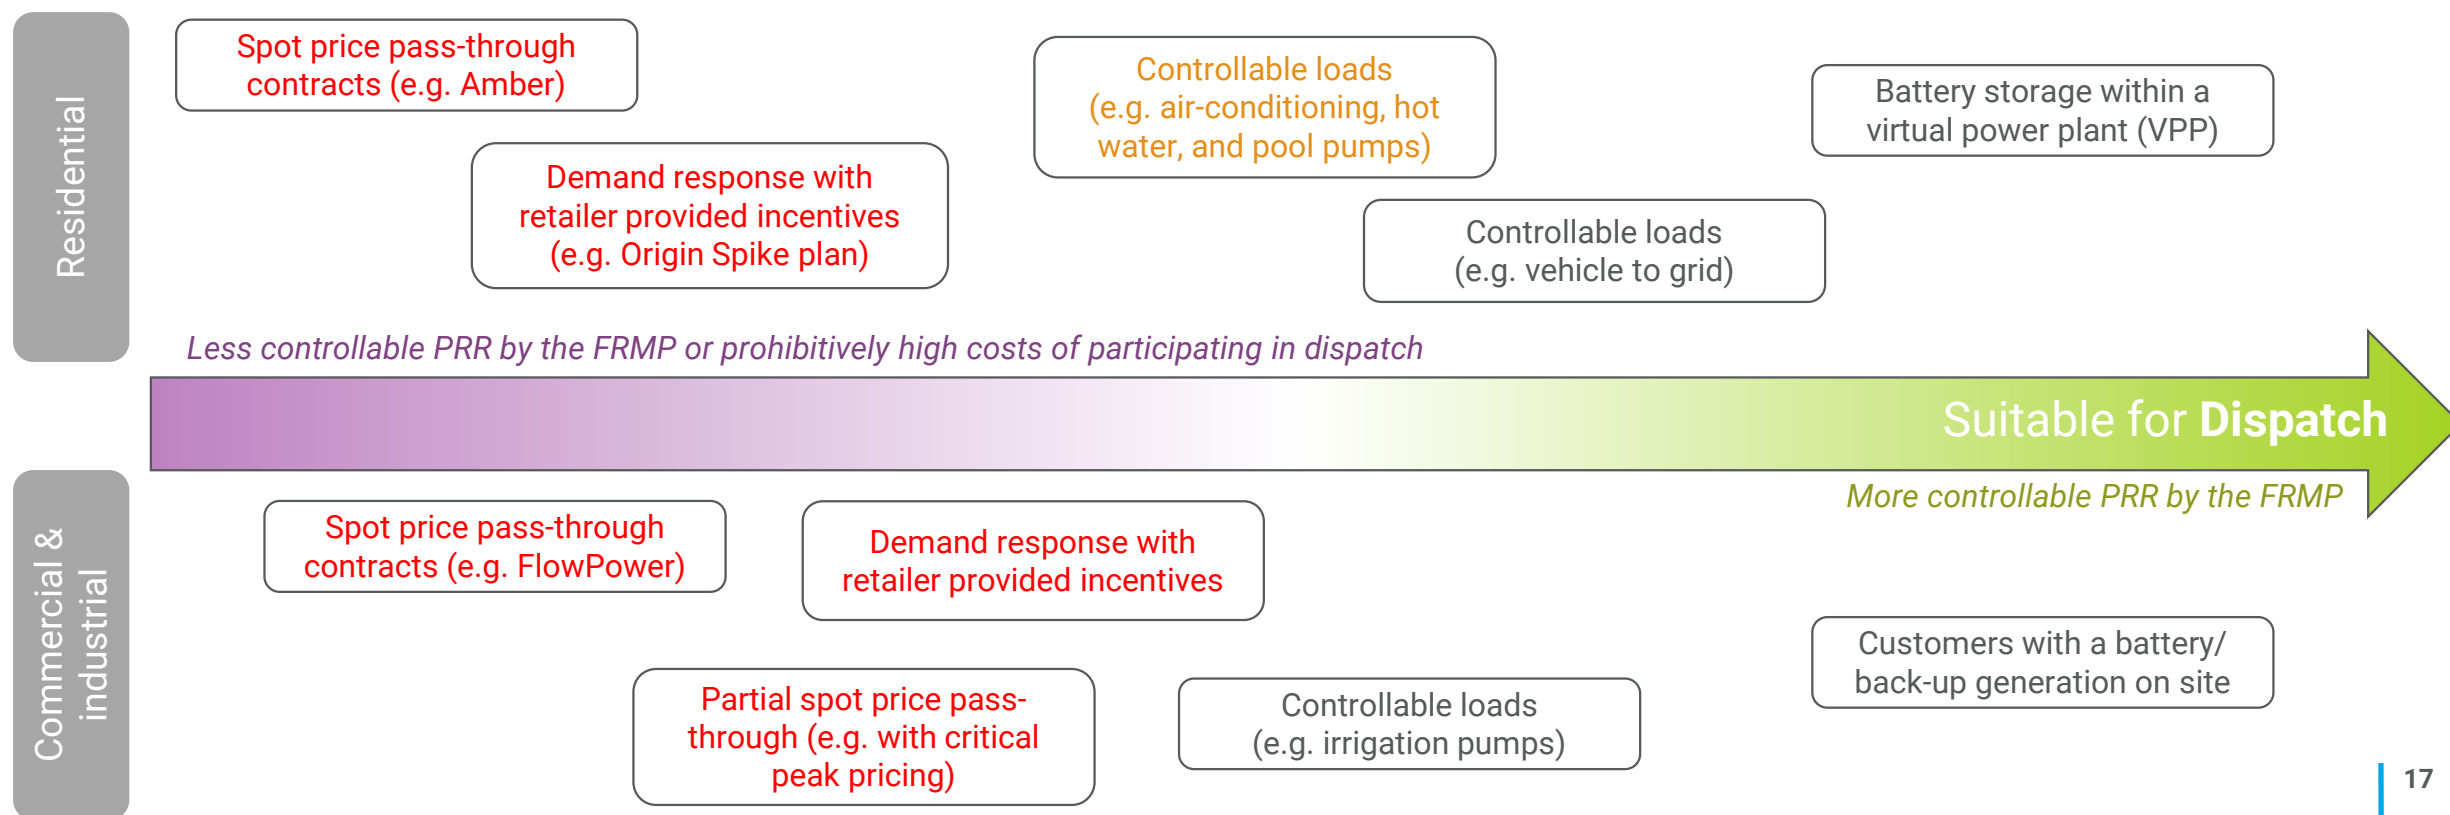 Residential
Spot price pass-through
contracts (e.g. Amber)
Demand response with
retailer provided incentives
(e.g. Origin Spike plan)
Controllable loads
(e.g. air-conditioning, hot
water, and pool pumps)
Controllable loads
(e.g. vehicle to grid)
Battery storage within a
virtual power plant (VPP)
Less controllable PRR by the FRMP or prohibitively high costs of participating in dispatch
Suitable for Dispatch
More controllable PRR by the FRMP
Commercial &
industrial
Spot price pass-through
contracts (e.g. FlowPower)
Demand response with
retailer provided incentives
Partial spot price pass-
through (e.g. with critical
peak pricing)
Controllable loads
(e.g. irrigation pumps)
Customers with a battery/
back-up generation on site
17